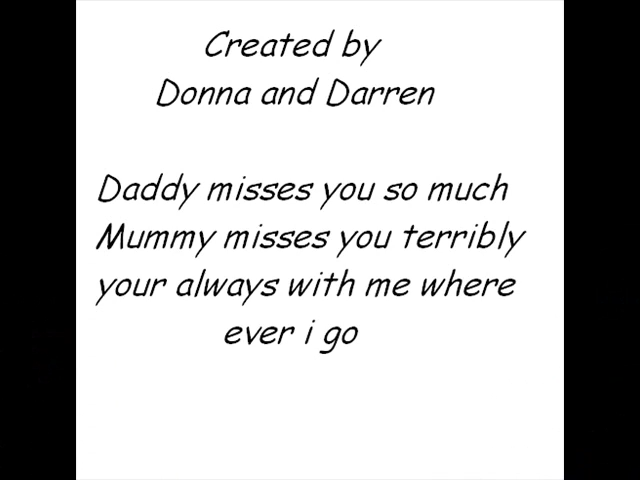 Created by
Donna and Darren
Daddy misses you so much
Mummy misses you terribly
your always with me where
ever i go